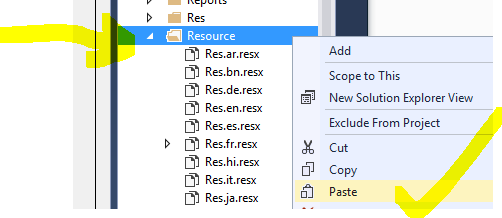 Reports
Res
Resource
Res.ar.resx
Res.bn.resx
Res.de.resx
Res.en.resx
Res.es.resx
Res.fr.resx
Res.hi.resx
Res.it.resx
Res.ja.resx
Add
Scope to This
New Solution Explorer View
Exclude From Project
Cut
Copy
Paste